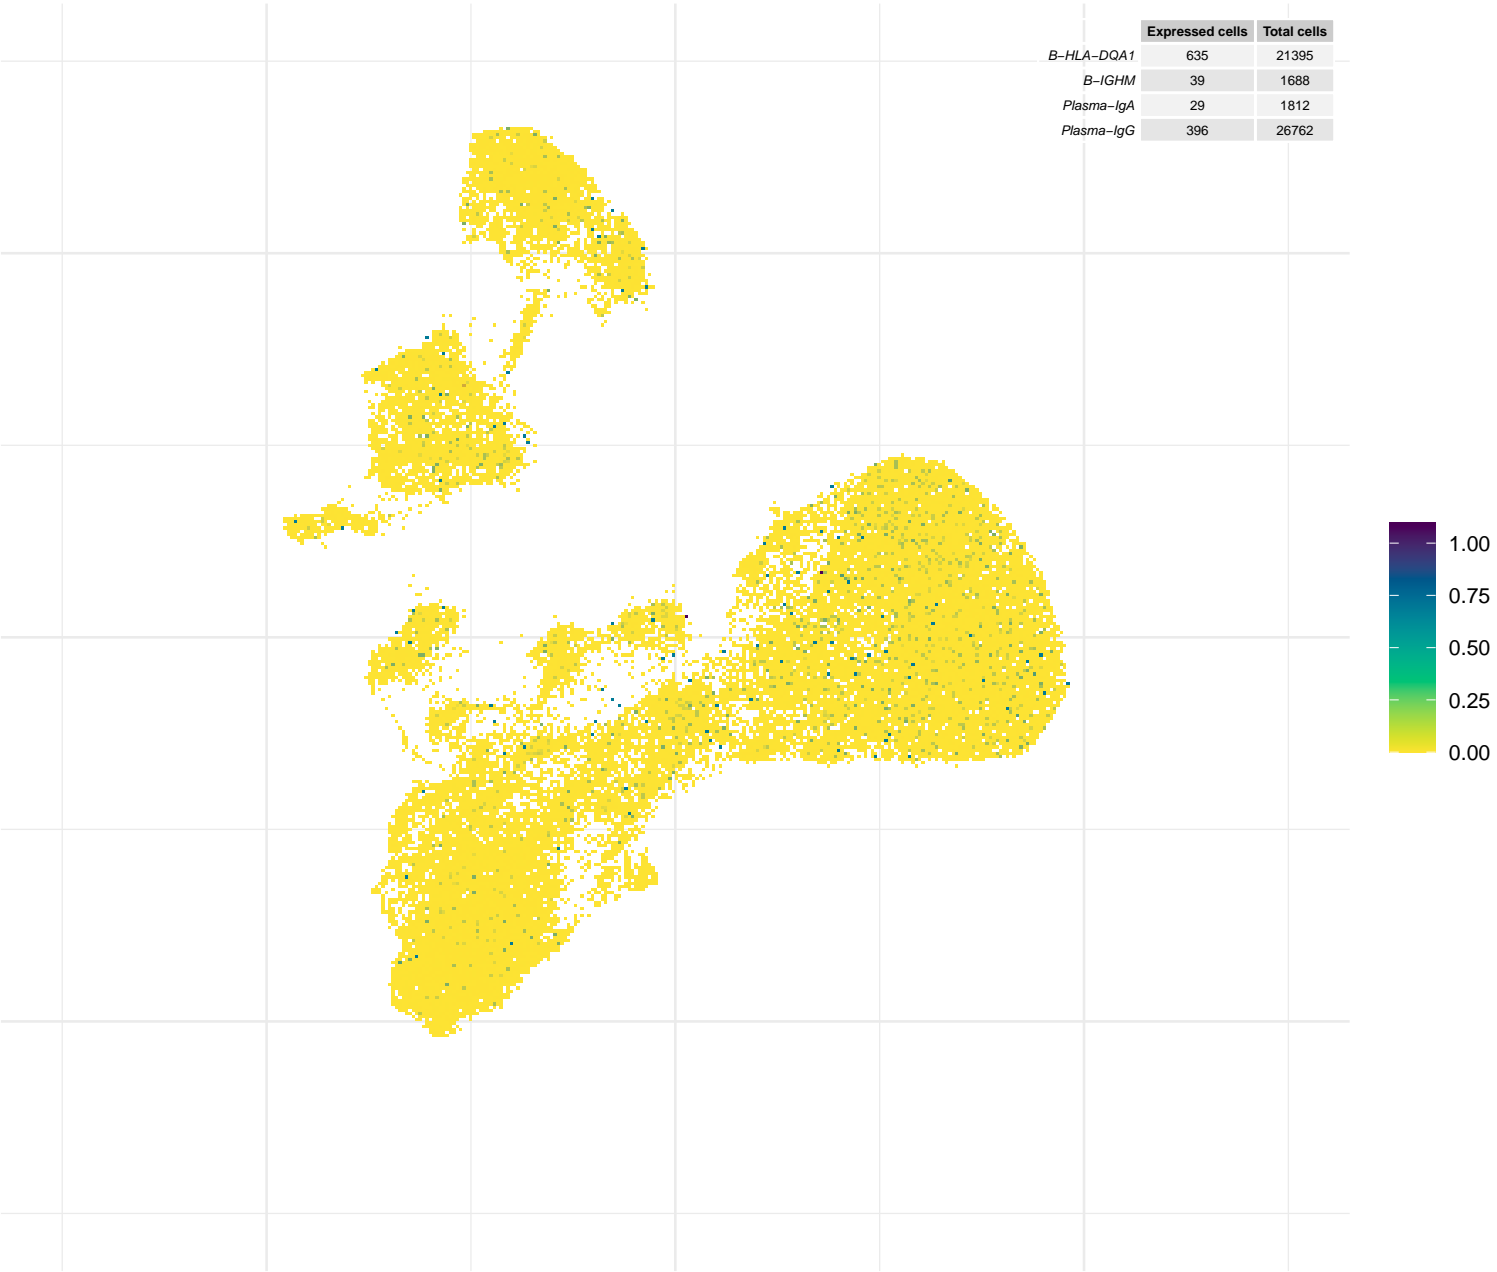 Expressed cells Total cells
B−HLA−DQA1 635 21395
B−IGHM 39 1688
Plasma−IgA 29 1812
Plasma−IgG 396 26762
1.00
0.75
0.50
0.25
0.00